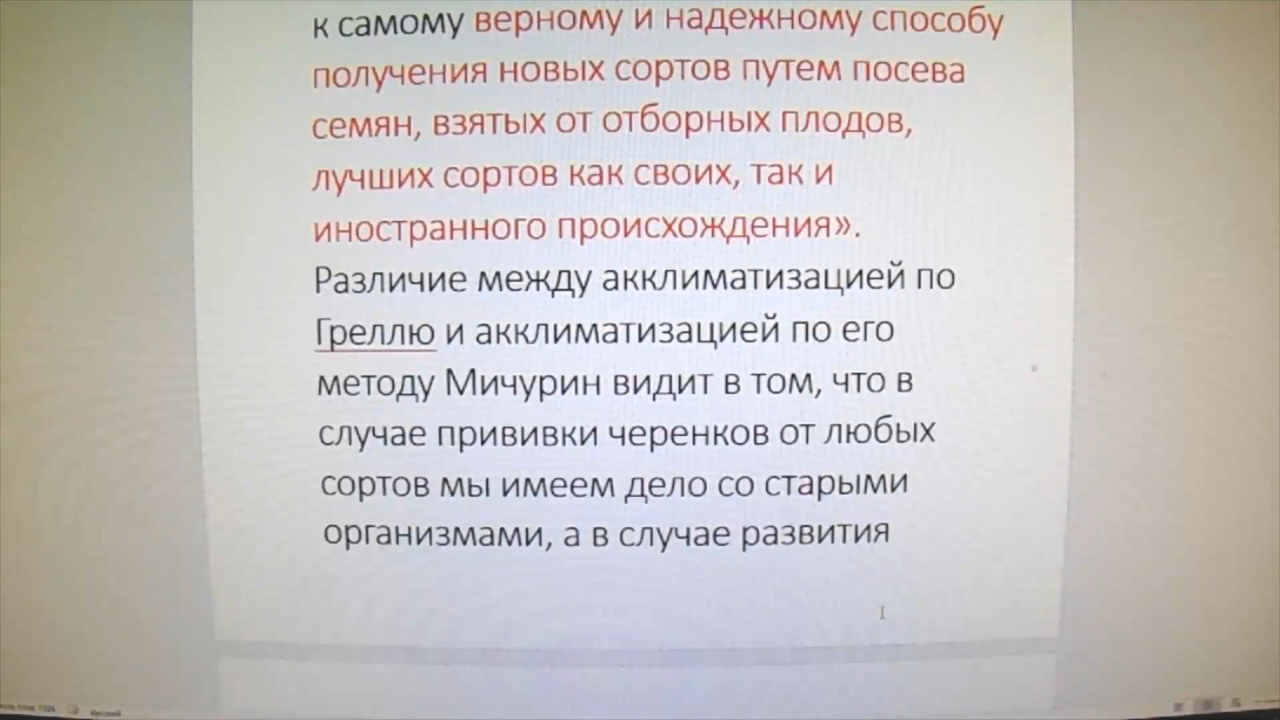 к самому верному и надежному способу
получения новых сортов путем посева
семян, взятых от отборных плодов,
лучших сортов как своих, так и
иностранного происхождения».
Различие между акклиматизацией по
Греллю и акклиматизацией по его
методу Мичурин видит в том, что в
случае прививки черенков от любых
сортов мы имеем дело со старыми
организмами, а в случае развития